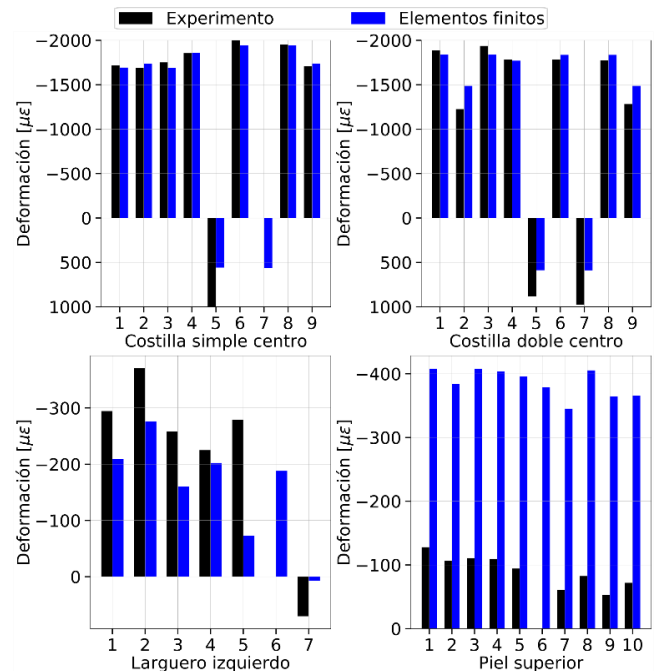 Experimento
Elementos finitos
Deformación [με]
−2000
−1500
−1000
−500
0
500
1000
1 2 3 4 5 6 7 8 9
Costilla simple centro
Deformación [με]
−2000
−1500
−1000
−500
0
500
1000
1 2 3 4 5 6 7 8 9
Costilla doble centro
Deformación [με]
−300
−200
−100
0
1 2 3 4 5 6 7
Larguero izquierdo
Deformación [με]
−400
−300
−200
−100
0
1 2 3 4 5 6 7 8 9 10
Piel superior